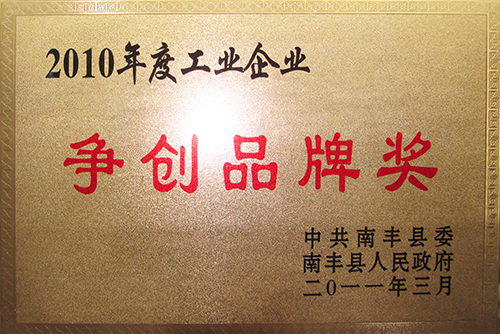 2010年度工业企业
争创品牌奖
中共南丰县委
南丰县人民政府
二〇一一年三月